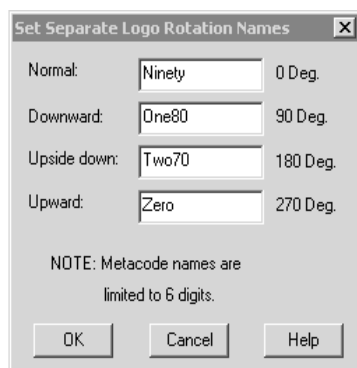 Set Separate Logo Rotation Names
Normal: Ninety 0 Deg.
Downward: One80 90 Deg.
Upside down: Two70 180 Deg.
Upward: Zero 270 Deg.
NOTE: Metacode names are
limited to 6 digits.
OK Cancel Help